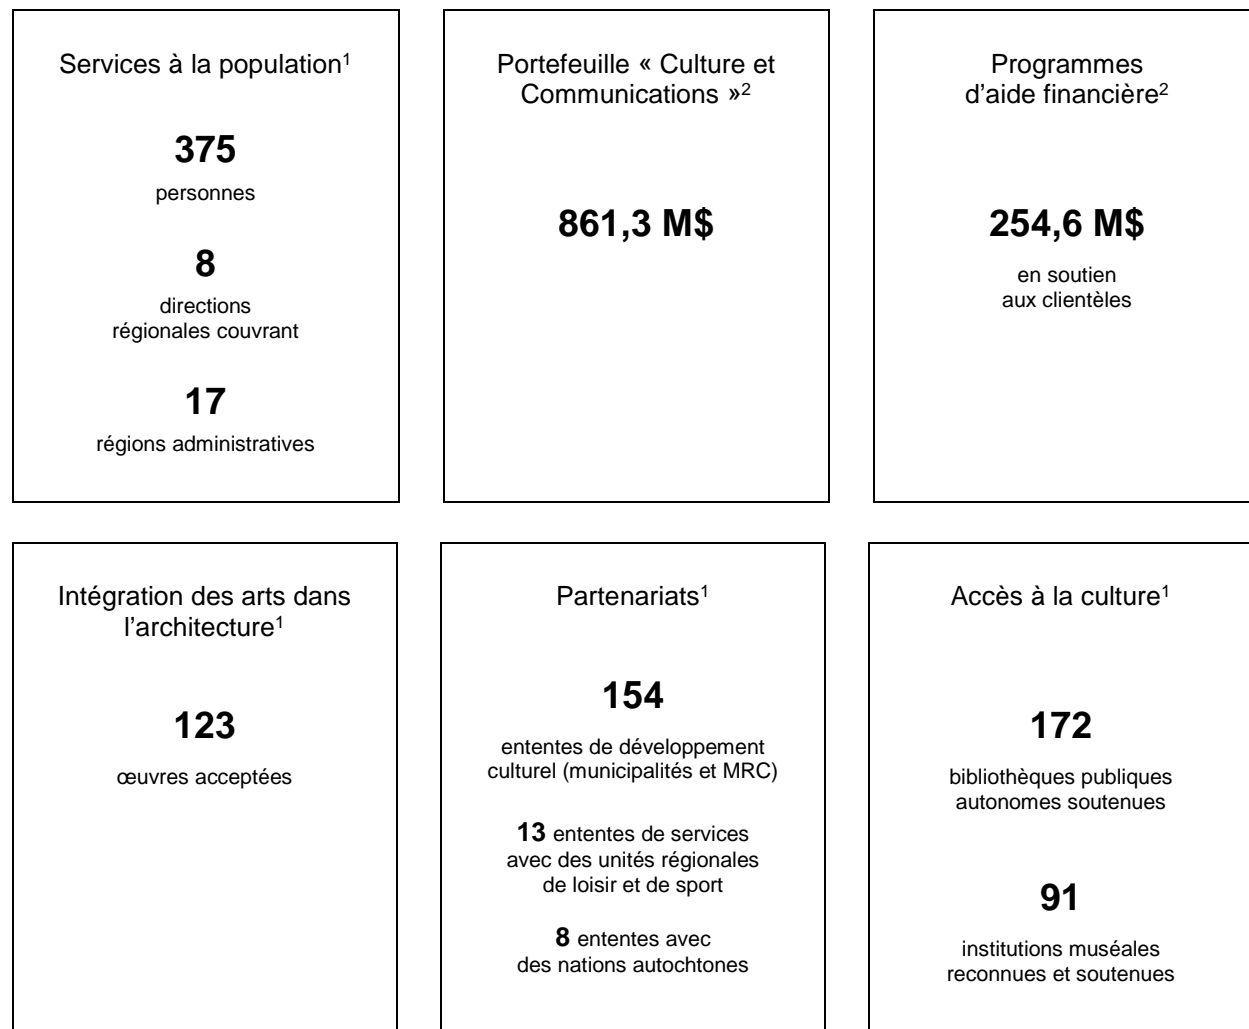 Services à la population¹
375
personnes
8
directions
régionales couvrant
17
régions administratives
Portefeuille « Culture et
Communications »²
861,3 M$
Programmes
d’aide financière²
254,6 M$
en soutien
aux clientèles
Intégration des arts dans
l’architecture¹
123
œuvres acceptées
Partenariats¹
154
ententes de développement
culturel (municipalités et MRC)
13 ententes de services
avec des unités régionales
de loisir et de sport
8 ententes avec
des nations autochtones
Accès à la culture¹
172
bibliothèques publiques
autonomes soutenues
91
institutions muséales
reconnues et soutenues